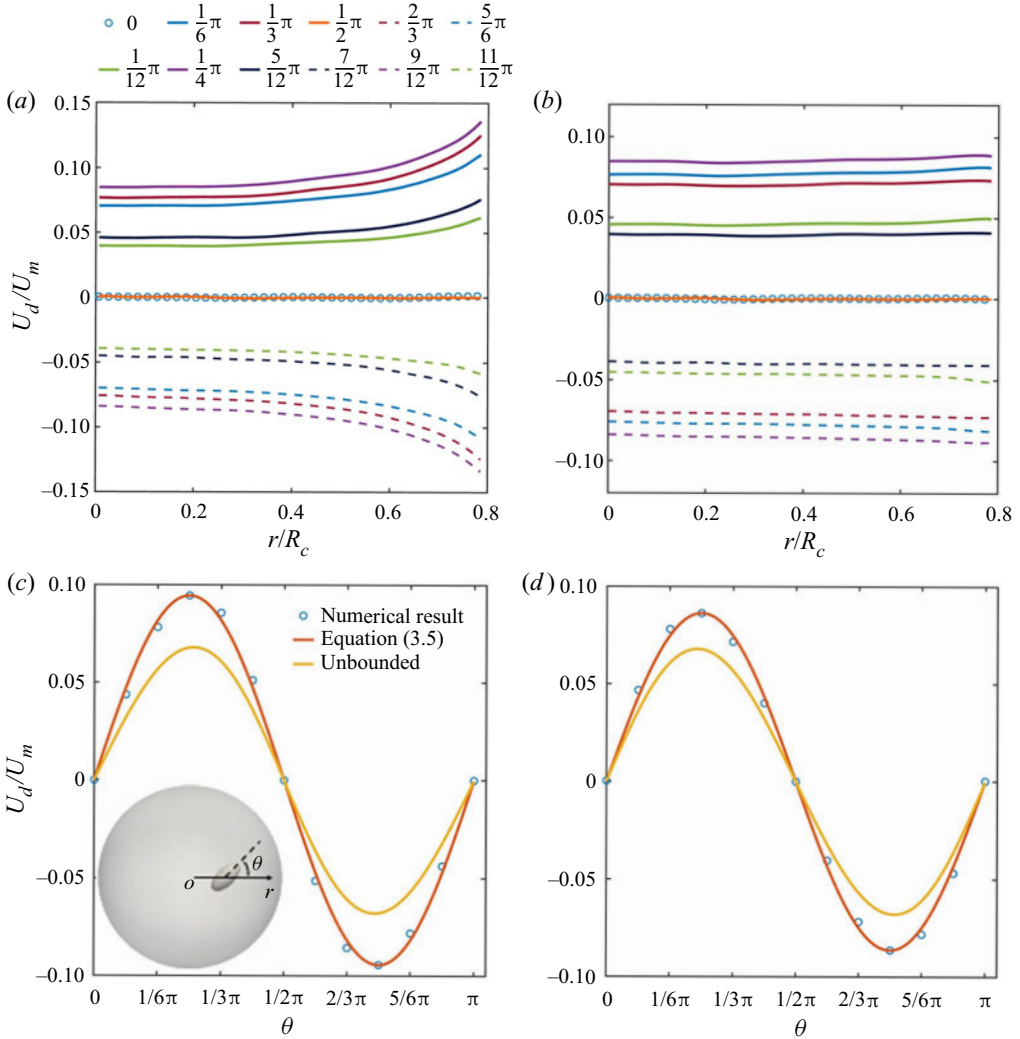 0 1/6π 1/3π 1/2π 2/3π 5/6π
1/12π 1/4π 5/12π 7/12π 9/12π 11/12π
(a) (b)
0.15
0.10
0.05
0
−0.05
−0.10
−0.15
U_d/U_m
0 0.2 0.4 0.6 0.8
r/R_c
0.10
0.05
0
−0.05
−0.10
0 0.2 0.4 0.6 0.8
r/R_c
(c) (d)
0.10
0.05
0
−0.05
−0.10
U_d/U_m
Numerical result
Equation (3.5)
Unbounded
θ
o
r
0 1/6π 1/3π 1/2π 2/3π 5/6π π
θ
0.10
0.05
0
−0.05
−0.10
U_d/U_m
0 1/6π 1/3π 1/2π 2/3π 5/6π π
θ